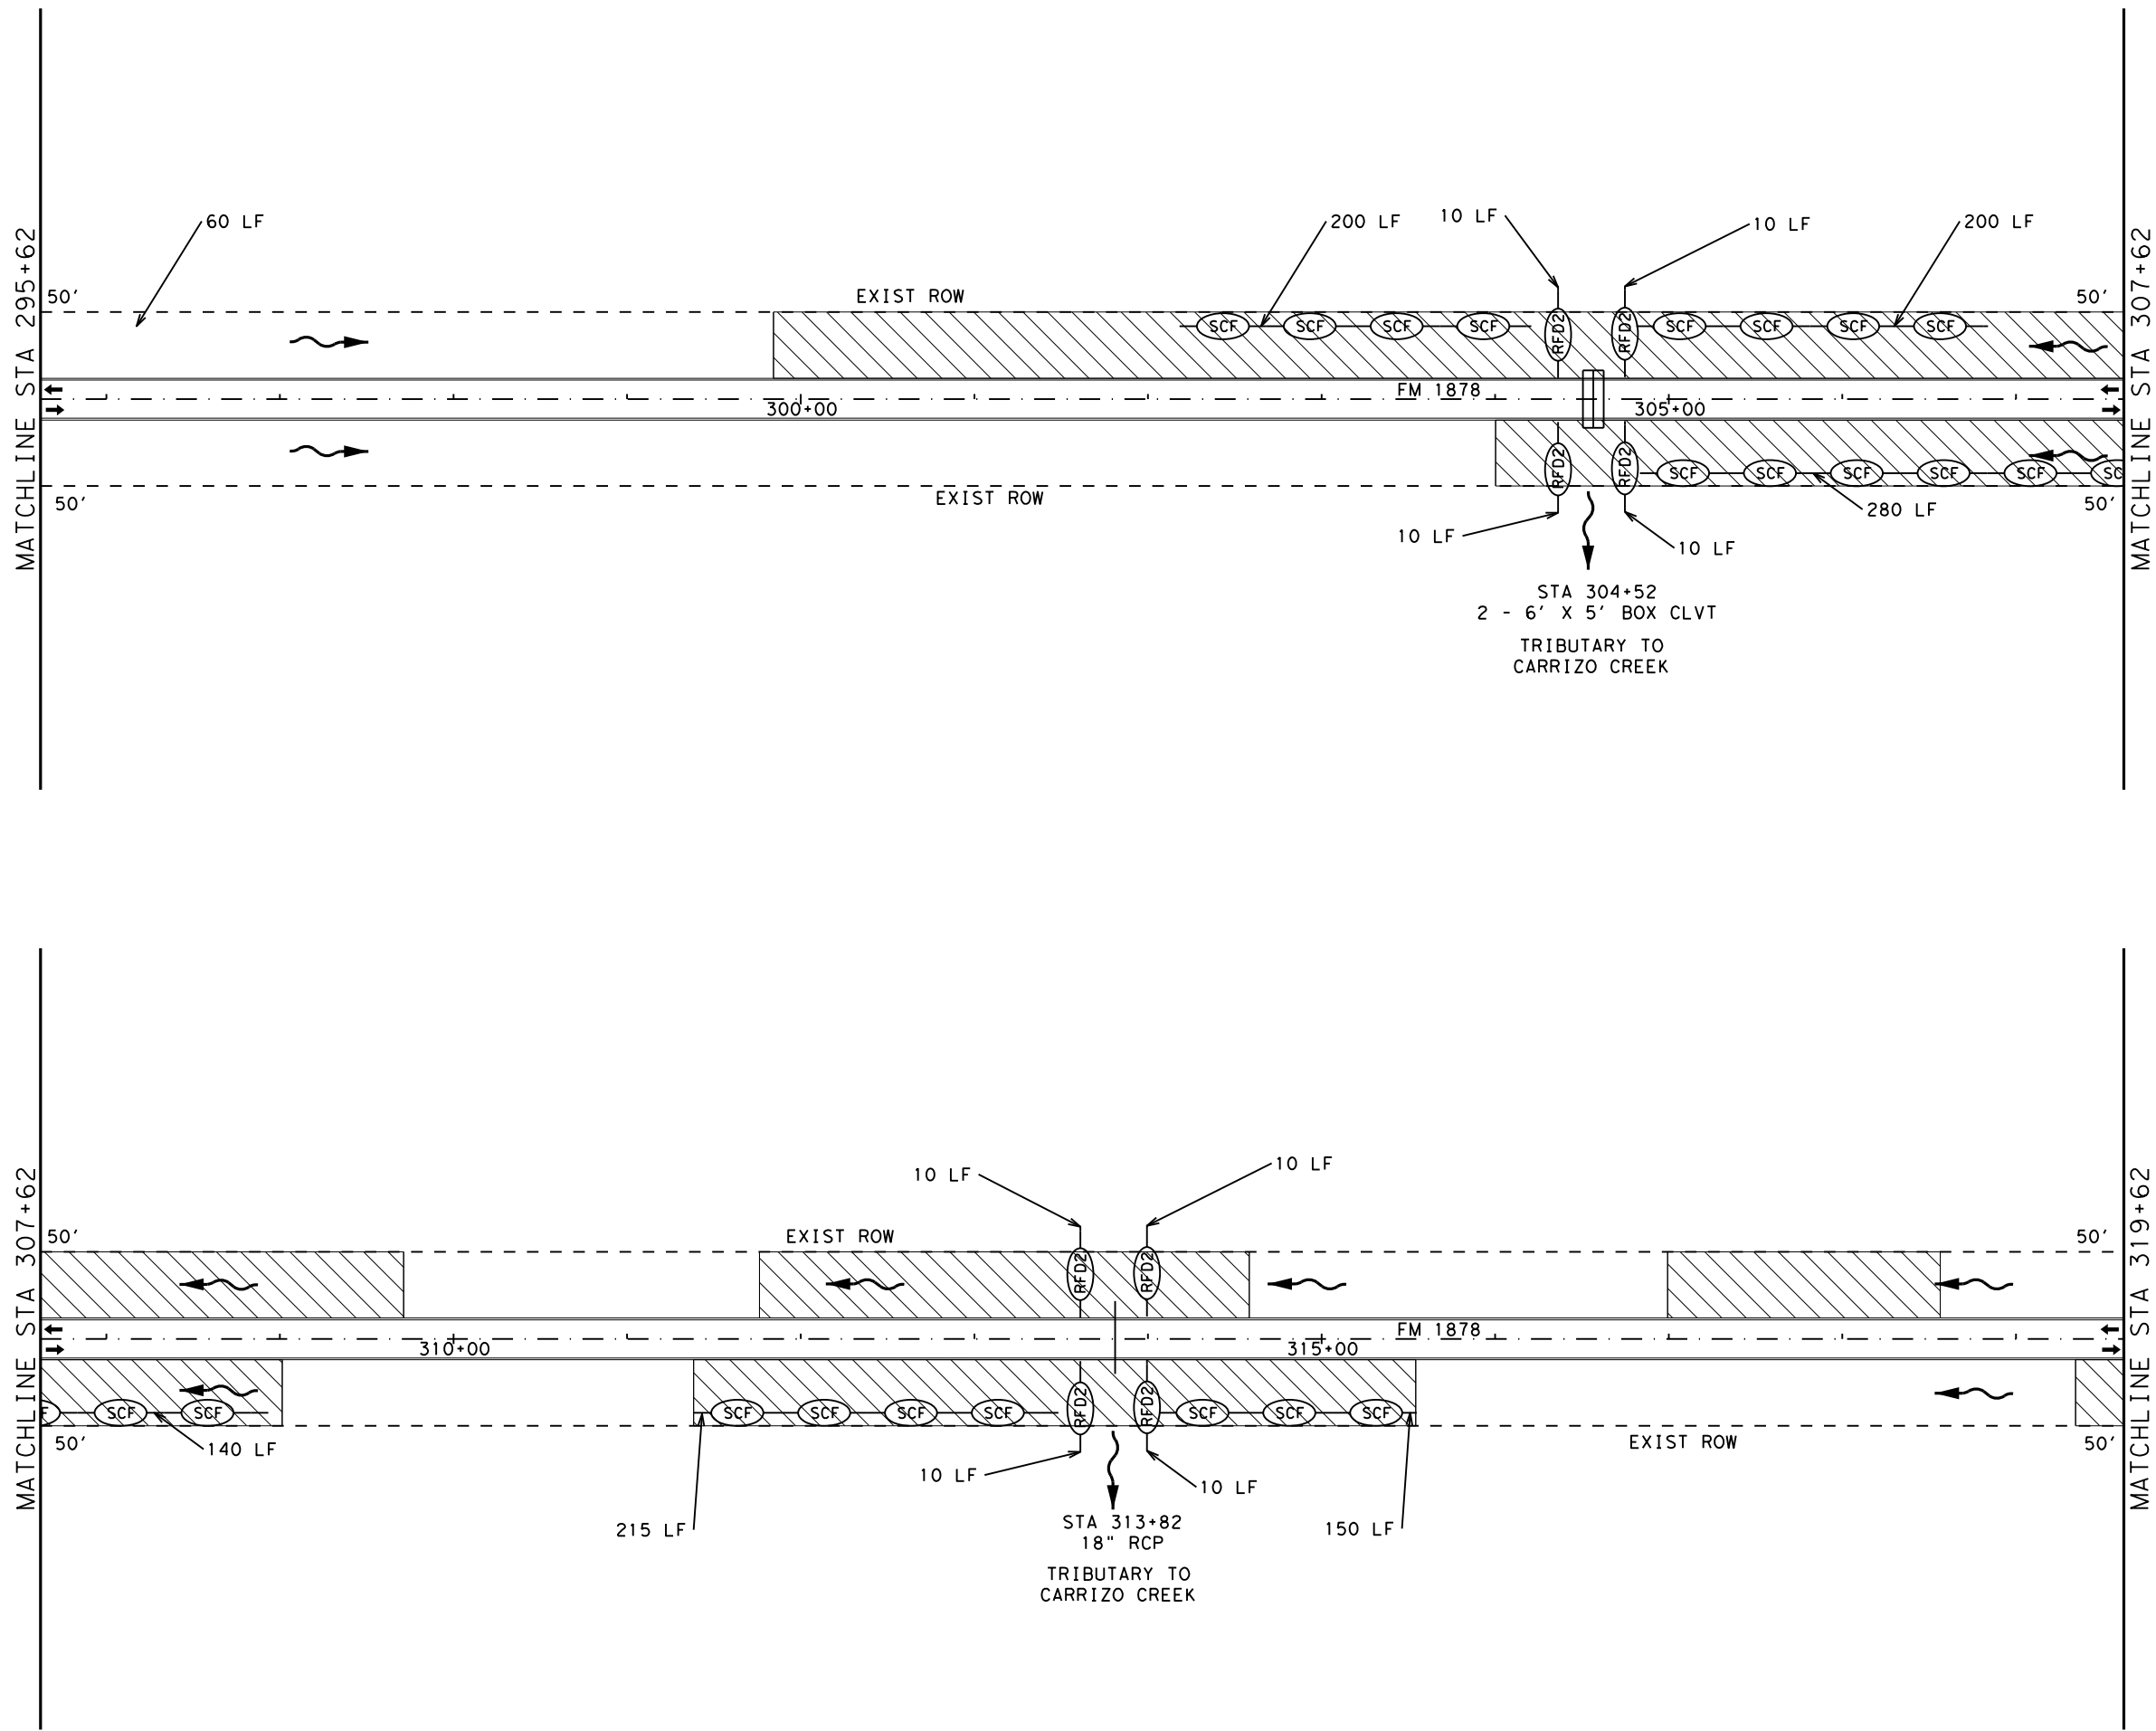 MATCHLINE STA 295+62
MATCHLINE STA 307+62
60 LF
200 LF
10 LF
10 LF
200 LF
50'
EXIST ROW
50'
SCF
SCF
SCF
SCF
RFD2
RFD2
SCF
SCF
SCF
SCF
FM 1878
300+00
305+00
RFD2
RFD2
SCF
SCF
SCF
SCF
SCF
SC
50'
EXIST ROW
50'
280 LF
10 LF
10 LF
STA 304+52
2 - 6' X 5' BOX CLVT
TRIBUTARY TO
CARRIZO CREEK
MATCHLINE STA 307+62
MATCHLINE STA 319+62
10 LF
10 LF
50'
EXIST ROW
50'
RFD2
RFD2
FM 1878
310+00
315+00
F
SCF
SCF
SCF
SCF
SCF
SCF
RFD2
RFD2
SCF
SCF
SCF
50'
140 LF
EXIST ROW
50'
10 LF
10 LF
215 LF
150 LF
STA 313+82
18" RCP
TRIBUTARY TO
CARRIZO CREEK